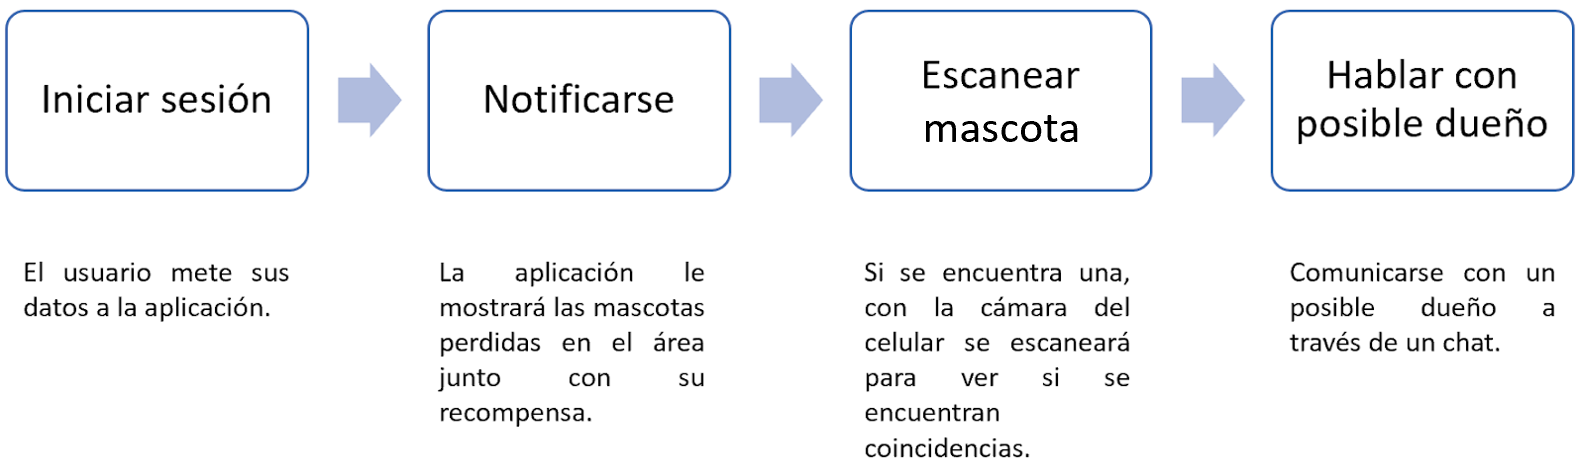 Iniciar sesión
Notificarse
Escanear
mascota
Hablar con
posible dueño
El usuario mete sus
datos a la aplicación.
La aplicación le
mostrará las mascotas
perdidas en el área
junto con su
recompensa.
Si se encuentra una,
con la cámara del
celular se escaneará
para ver si se
encuentran
coincidencias.
Comunicarse con un
posible dueño a
través de un chat.